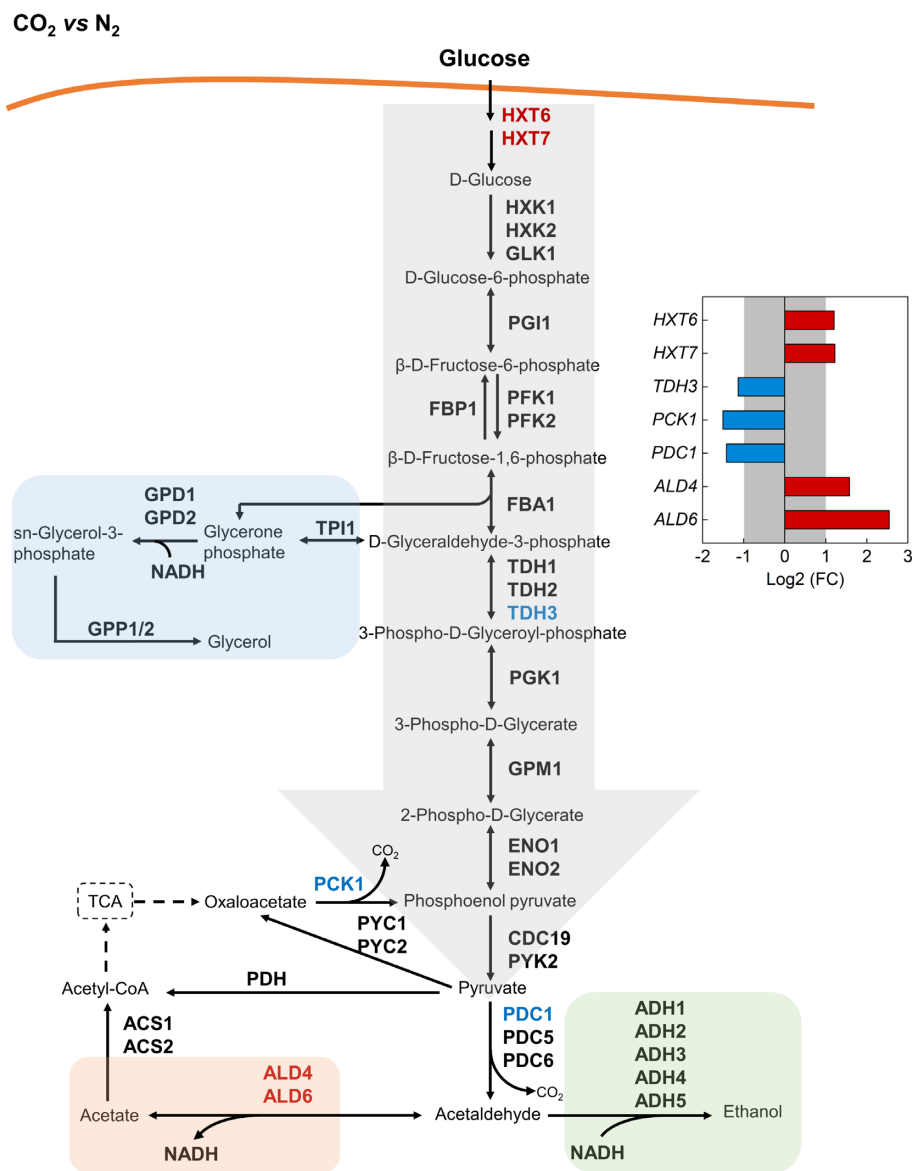 CO₂ vs N₂
Glucose
HXT6
HXT7
D-Glucose
HXK1
HXK2
GLK1
D-Glucose-6-phosphate
PGI1
β-D-Fructose-6-phosphate
FBP1
PFK1
PFK2
β-D-Fructose-1,6-phosphate
FBA1
GPD1
GPD2
sn-Glycerol-3-
phosphate
Glycerone
phosphate
TPI1
D-Glyceraldehyde-3-phosphate
NADH
TDH1
TDH2
TDH3
GPP1/2
Glycerol
3-Phospho-D-Glyceroyl-phosphate
PGK1
3-Phospho-D-Glycerate
GPM1
2-Phospho-D-Glycerate
ENO1
ENO2
CO₂
PCK1
TCA
Oxaloacetate
Phosphoenol pyruvate
PYC1
PYC2
CDC19
PYK2
PDH
Acetyl-CoA
Pyruvate
ACS1
ACS2
PDC1
PDC5
PDC6
CO₂
ADH1
ADH2
ADH3
ADH4
ADH5
ALD4
ALD6
Acetate
Acetaldehyde
Ethanol
NADH
NADH
HXT6
HXT7
TDH3
PCK1
PDC1
ALD4
ALD6
-2 -1 0 1 2 3
Log2 (FC)